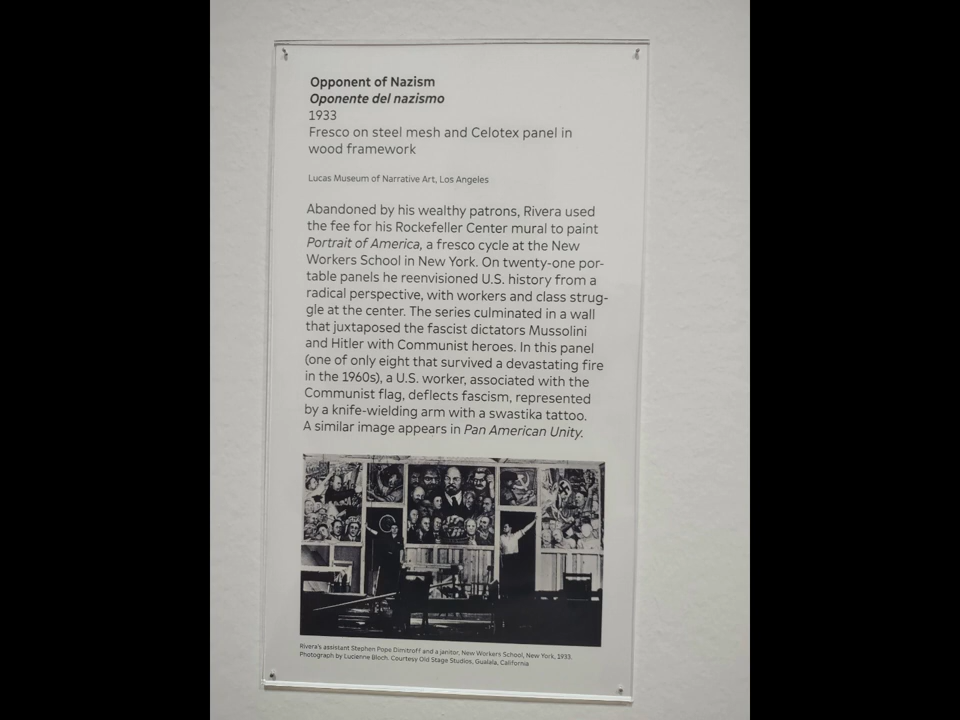 Opponent of Nazism
Oponente del nazismo
1933
Fresco on steel mesh and Celotex panel in
wood framework
Lucas Museum of Narrative Art, Los Angeles
Abandoned by his wealthy patrons, Rivera used
the fee for his Rockefeller Center mural to paint
Portrait of America, a fresco cycle at the New
Workers School in New York. On twenty-one por-
table panels he reenvisioned U.S. history from a
radical perspective, with workers and class strug-
gle at the center. The series culminated in a wall
that juxtaposed the fascist dictators Mussolini
and Hitler with Communist heroes. In this panel
(one of only eight that survived a devastating fire
in the 1960s), a U.S. worker, associated with the
Communist flag, deflects fascism, represented
by a knife-wielding arm with a swastika tattoo.
A similar image appears in Pan American Unity.
Rivera's assistant Stephen Pope Dimitroff and a janitor, New Workers School, New York, 1933.
Photograph by Lucienne Bloch. Courtesy Old Stage Studios, Gualala, California